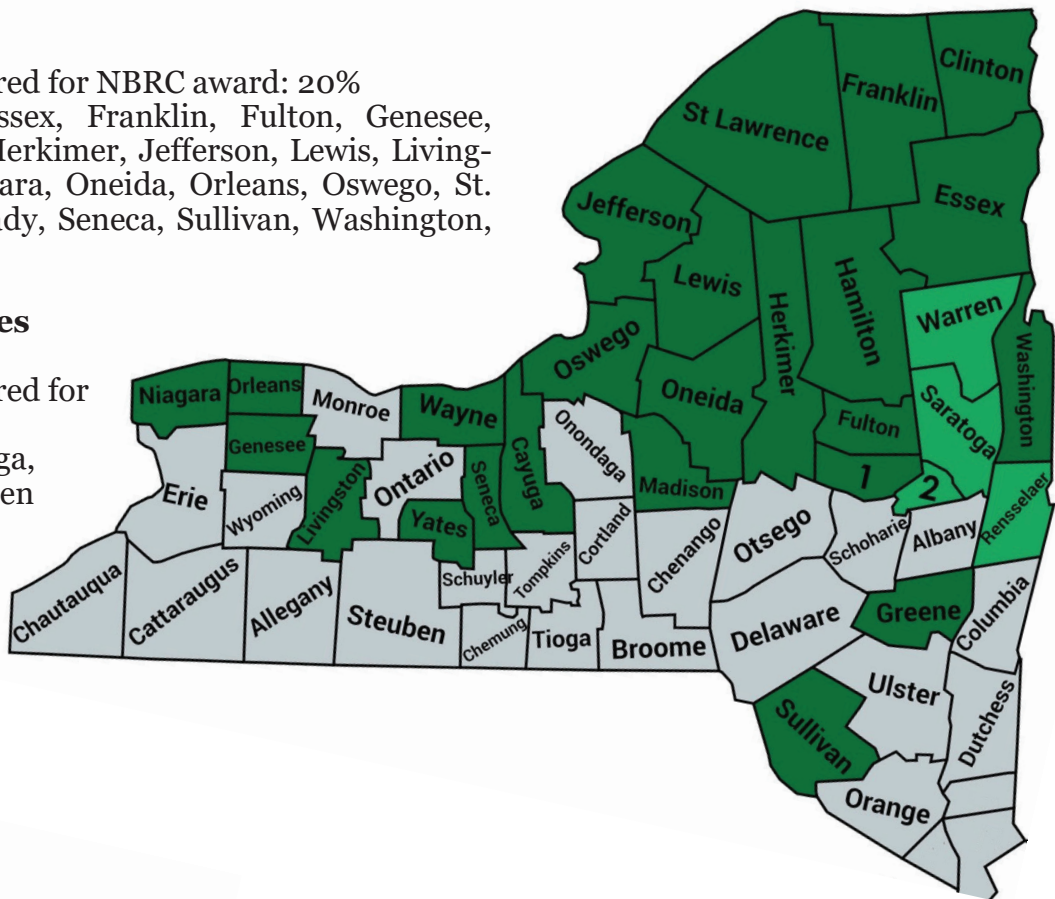 red for NBRC award: 20%
ssex, Franklin, Fulton, Genesee,
Herkimer, Jefferson, Lewis, Living-
ara, Oneida, Orleans, Oswego, St.
dy, Seneca, Sullivan, Washington,
es
red for
ga,
en
Clinton
Franklin
St Lawrence
Essex
Jefferson
Lewis
Herkimer
Hamilton
Warren
Washington
Oswego
Oneida
Saratoga
Fulton
Niagara
Orleans
Monroe
Wayne
Cayuga
Onondaga
Genesee
Madison
1
2
Rensselaer
Erie
Wyoming
Livingston
Ontario
Yates
Seneca
Cortland
Chenango
Otsego
Schoharie
Albany
Chautauqua
Cattaraugus
Allegany
Steuben
Schuyler
Tompkins
Chemung
Tioga
Broome
Delaware
Greene
Columbia
Ulster
Sullivan
Dutchess
Orange